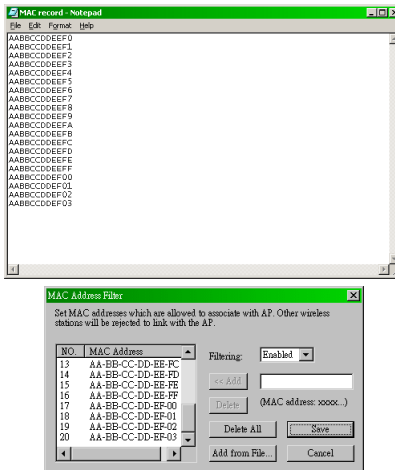 MAC record - Notepad
File Edit Format Help
AABBCCDDEEF0
AABBCCDDEEF1
AABBCCDDEEF2
AABBCCDDEEF3
AABBCCDDEEF4
AABBCCDDEEF5
AABBCCDDEEF6
AABBCCDDEEF7
AABBCCDDEEF8
AABBCCDDEEF9
AABBCCDDEEFA
AABBCCDDEEFB
AABBCCDDEEFC
AABBCCDDEEFD
AABBCCDDEEFE
AABBCCDDEEFF
AABBCCDDEF00
AABBCCDDEF01
AABBCCDDEF02
AABBCCDDEF03
MAC Address Filter
Set MAC addresses which are allowed to associate with AP. Other wireless
stations will be rejected to link with the AP.
NO. MAC Address
13 AA-BB-CC-DD-EE-FC
14 AA-BB-CC-DD-EE-FD
15 AA-BB-CC-DD-EE-FE
16 AA-BB-CC-DD-EE-FF
17 AA-BB-CC-DD-EF-00
18 AA-BB-CC-DD-EF-01
19 AA-BB-CC-DD-EF-02
20 AA-BB-CC-DD-EF-03
Filtering: Enabled
<< Add
Delete (MAC address: xxxx...)
Delete All Save
Add from File... Cancel